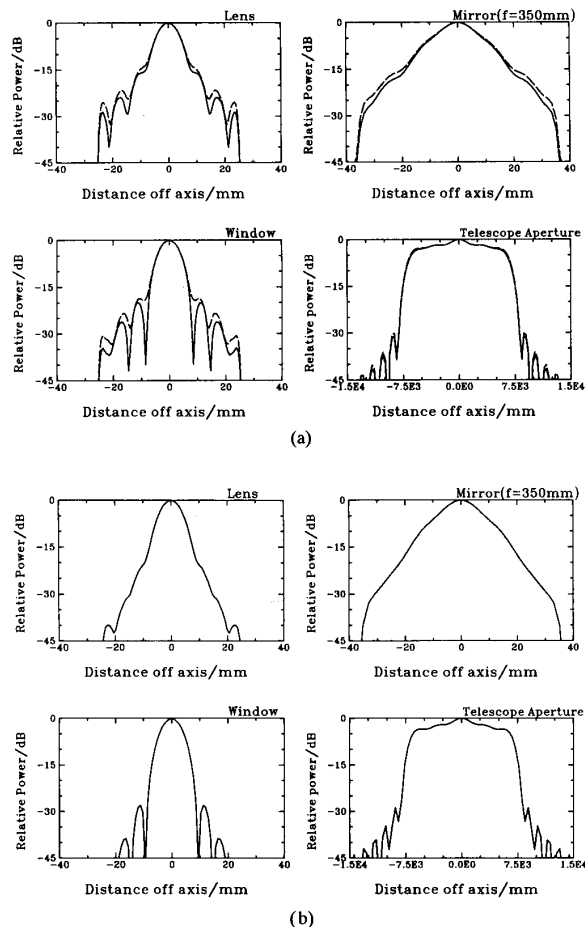 Lens
Relative Power/dB
0
-15
-30
-45
-40 -20 0 20 40
Distance off axis/mm
Mirror(f=350mm)
Relative Power/dB
0
-15
-30
-45
-40 -20 0 20 40
Distance off axis/mm
Window
Relative Power/dB
0
-15
-30
-45
-40 -20 0 20 40
Distance off axis/mm
Telescope Aperture
Relative Power/dB
0
-15
-30
-45
-1.5E4 -7.5E3 0.0E0 7.5E3 1.5E4
Distance off axis/mm
(a)
Lens
Relative Power/dB
0
-15
-30
-45
-40 -20 0 20 40
Distance off axis/mm
Mirror(f=350mm)
Relative Power/dB
0
-15
-30
-45
-40 -20 0 20 40
Distance off axis/mm
Window
Relative Power/dB
0
-15
-30
-45
-40 -20 0 20 40
Distance off axis/mm
Telescope Aperture
Relative Power/dB
0
-15
-30
-45
-1.5E4 -7.5E3 0.0E0 7.5E3 1.5E4
Distance off axis/mm
(b)